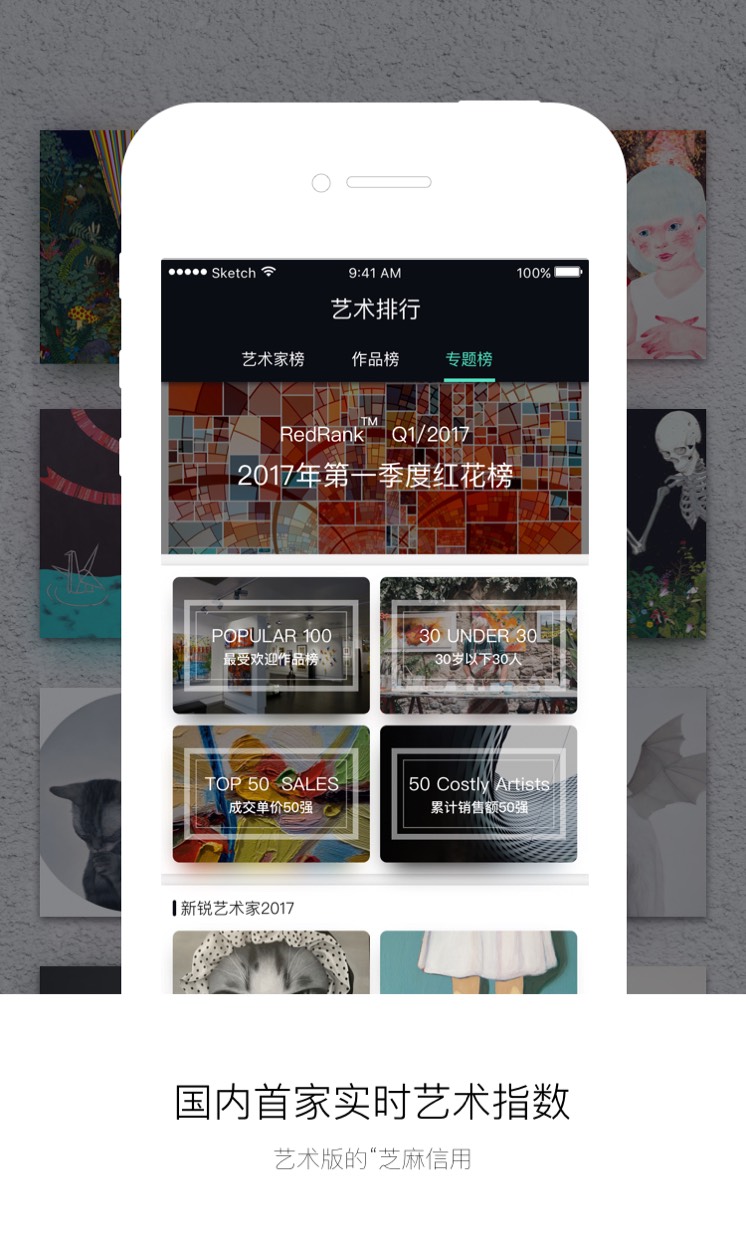 Sketch 9:41 AM 100%
艺术排行
艺术家榜 作品榜 专题榜
RedRank™ Q1/2017
2017年第一季度红花榜
POPULAR 100
最受欢迎作品榜
30 UNDER 30
30岁以下30人
TOP 50 SALES
成交单价50强
50 Costly Artists
累计销售额50强
新锐艺术家2017
国内首家实时艺术指数
艺术版的“芝麻信用